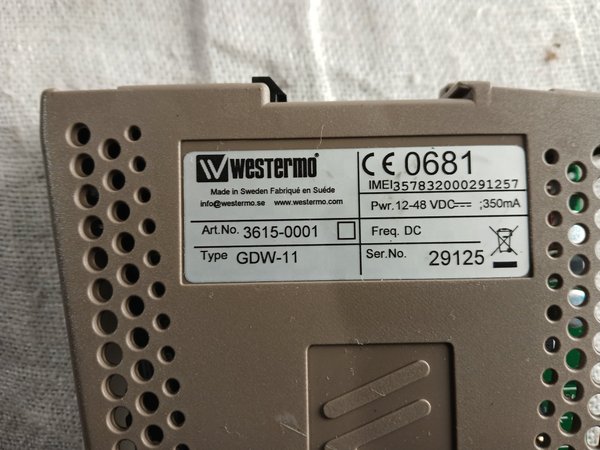 WESTERMO
Made in Sweden Fabriqué en Suéde
info@westermo.se www.westermo.com
Art.No. 3615-0001
Type GDW-11
CE 0681
IMEI357832000291257
Pwr. 12-48 VDC ;350mA
Freq. DC
Ser.No. 29125